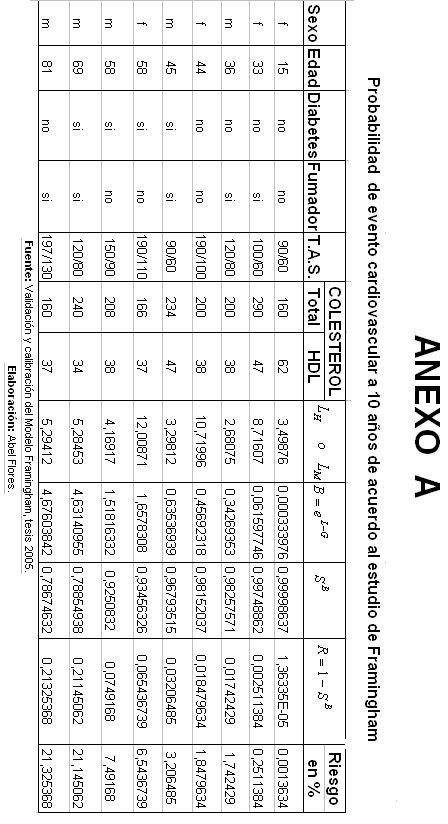 ANEXO A
Probabilidad de evento cardiovascular a 10 años de acuerdo al estudio de Framingham
COLESTEROL
Sexo Edad Diabetes Fumador T.A.S. Total HDL L_H o L_M B = e^{L-G} S^B R = 1 - S^B Riesgo en %
f 15 no no 90/60 160 62 3,49876 0,000333976 0,99998637 1,36335E-05 0,0013634
f 33 no si 100/60 290 47 8,71607 0,061597746 0,99748862 0,002511384 0,2511384
m 36 no si 120/80 200 38 2,68075 0,34269353 0,98257571 0,01742429 1,742429
f 44 no no 190/100 200 38 10,71996 0,45692318 0,98152037 0,018479634 1,8479634
m 45 si si 90/60 234 47 3,29812 0,63536939 0,96793515 0,03206485 3,206485
f 58 si no 190/110 166 37 12,00871 1,6578308 0,93456326 0,065436739 6,5436739
m 58 si no 150/90 208 38 4,16917 1,51816332 0,9250832 0,0749168 7,49168
m 69 si si 120/80 240 34 5,28453 4,63140955 0,78854938 0,21145062 21,145062
m 81 no si 197/130 160 37 5,29412 4,67603842 0,78674632 0,21325368 21,325368
Fuente: Validación y calibración del Modelo Framingham, tesis 2005.
Elaboración: Abel Flores.